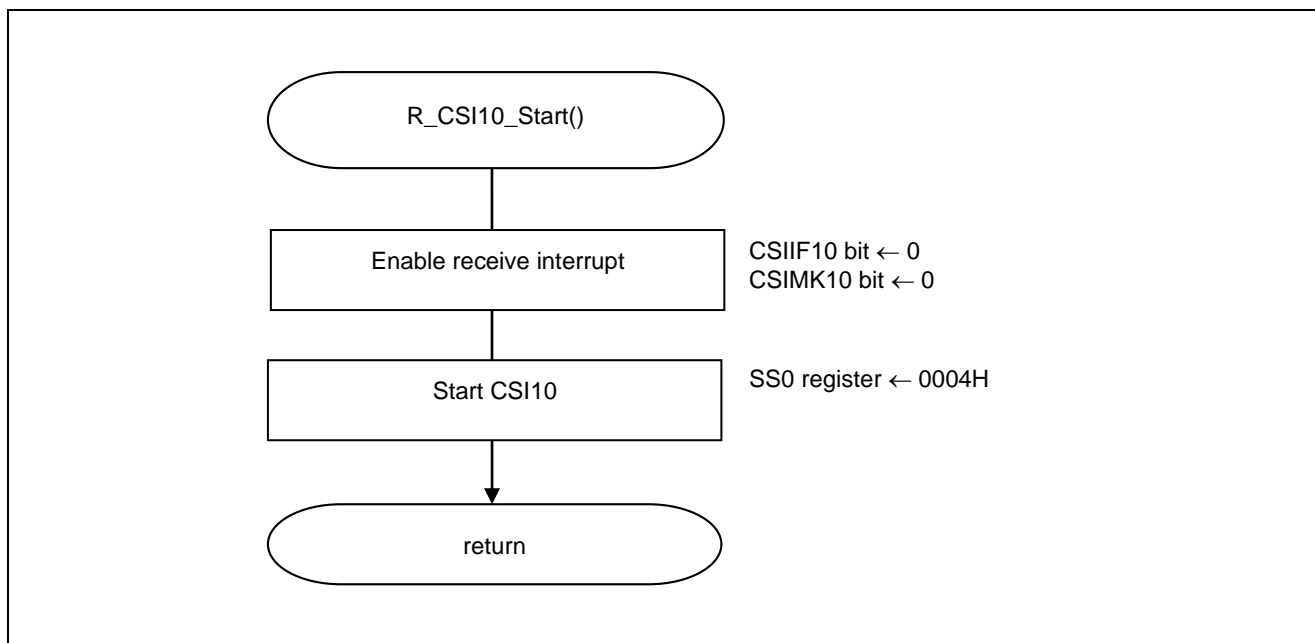 R_CSI10_Start()
Enable receive interrupt
CSIIF10 bit ← 0
CSIMK10 bit ← 0
Start CSI10
SS0 register ← 0004H
return